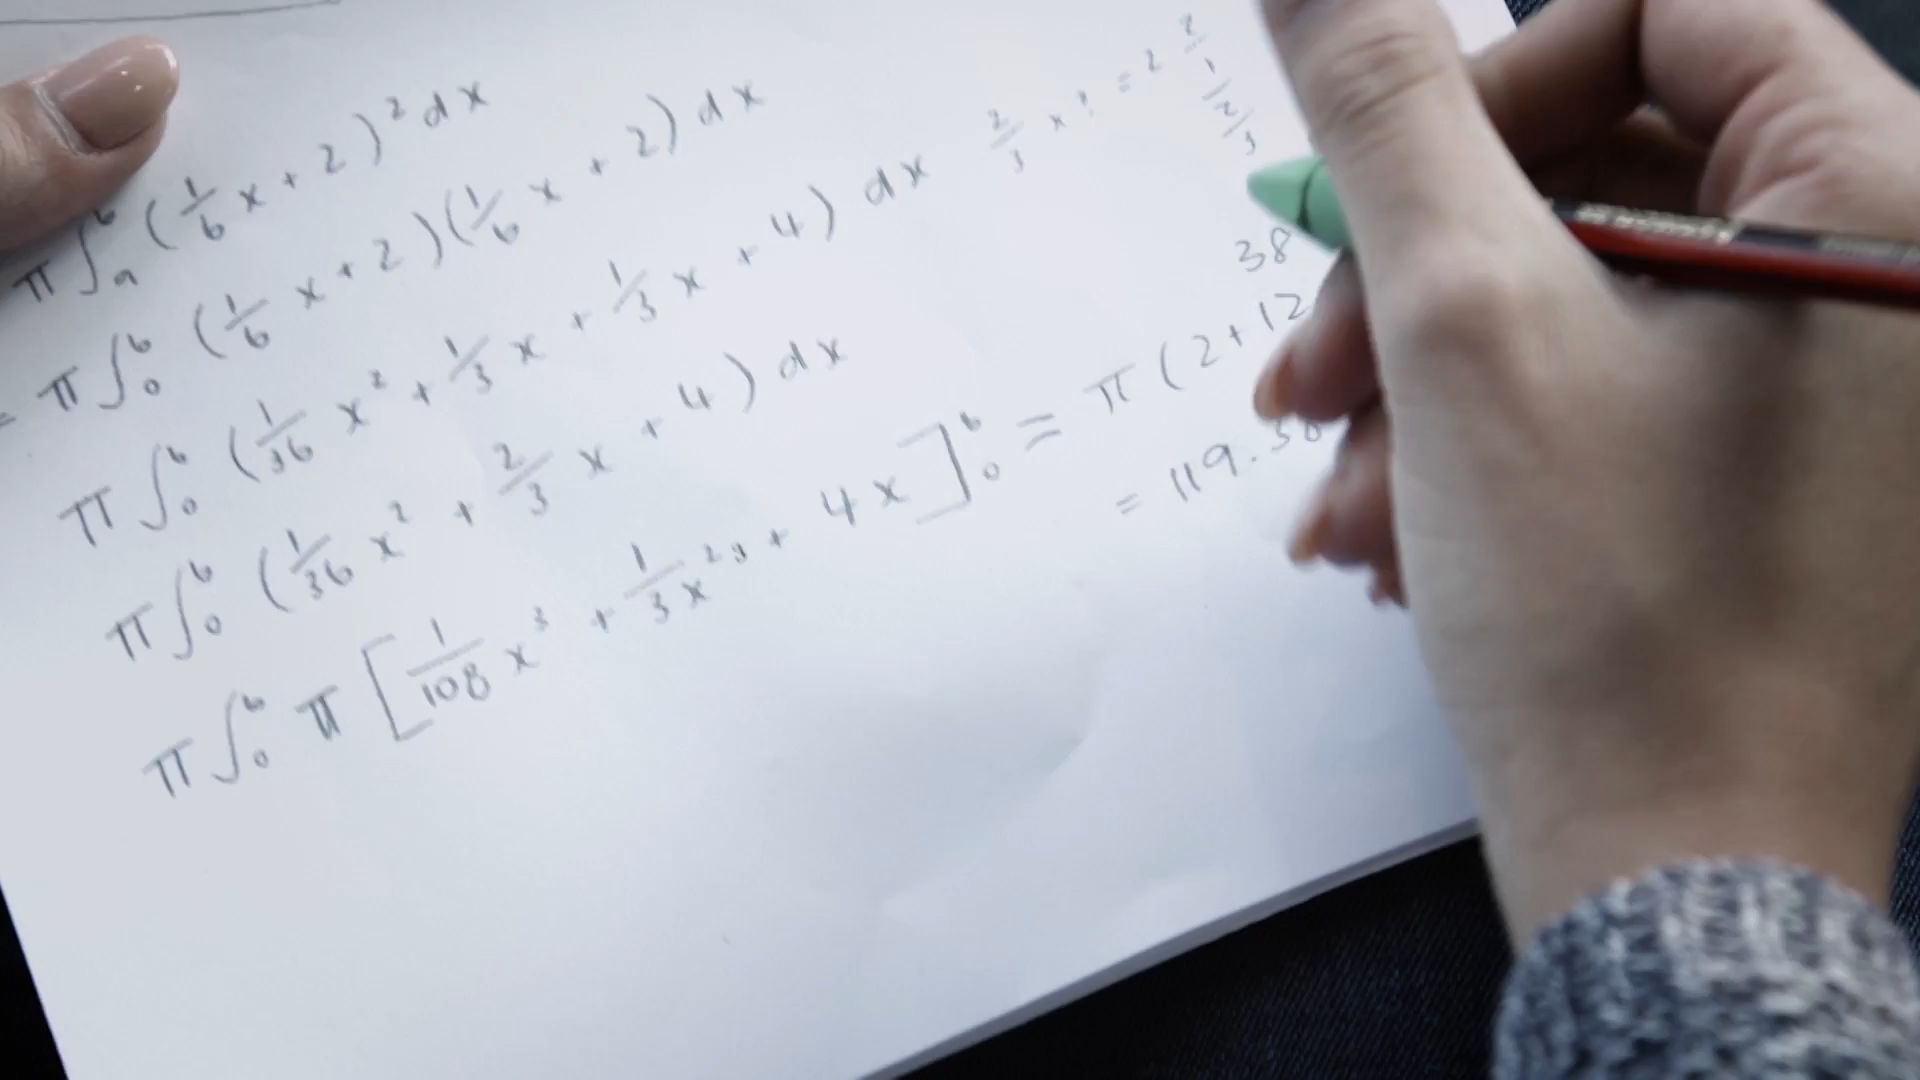 π∫ₐᵇ (1/6 x + 2)² dx
= π∫₀⁶ (1/6 x + 2)(1/6 x + 2) dx
π∫₀⁶ (1/36 x² + 1/3 x + 1/3 x + 4) dx
π∫₀⁶ (1/36 x² + 2/3 x + 4) dx
π∫₀⁶ π [1/108 x³ + 1/3 x² + 4x]₀⁶ = π (2+12
= 119.38
2/3 x
= 2
38